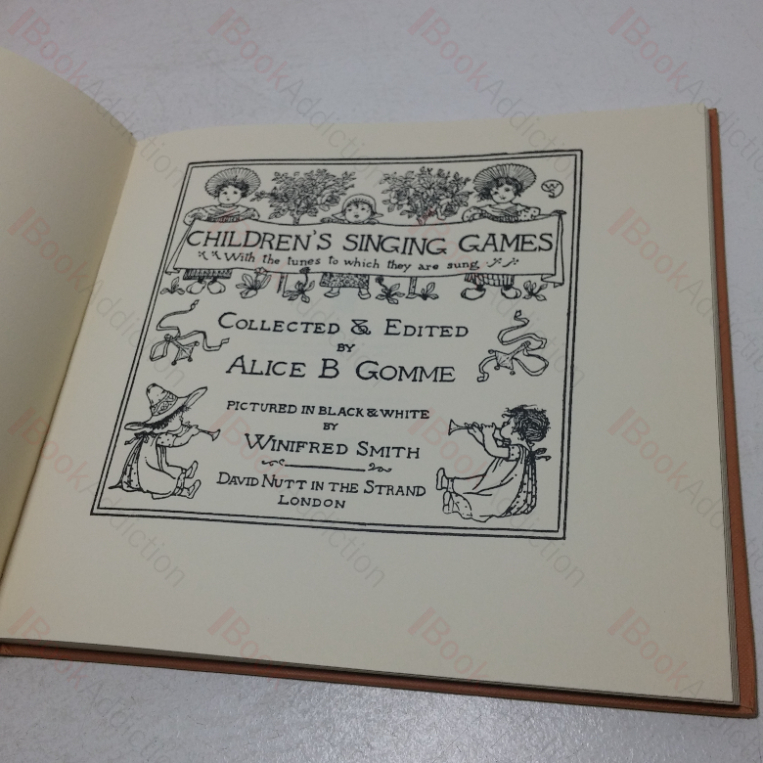 CHILDREN'S SINGING GAMES
With the tunes to which they are sung
COLLECTED & EDITED
BY
ALICE B GOMME
PICTURED IN BLACK & WHITE
BY
WINIFRED SMITH
DAVID NUTT IN THE STRAND
LONDON
BookAddiction